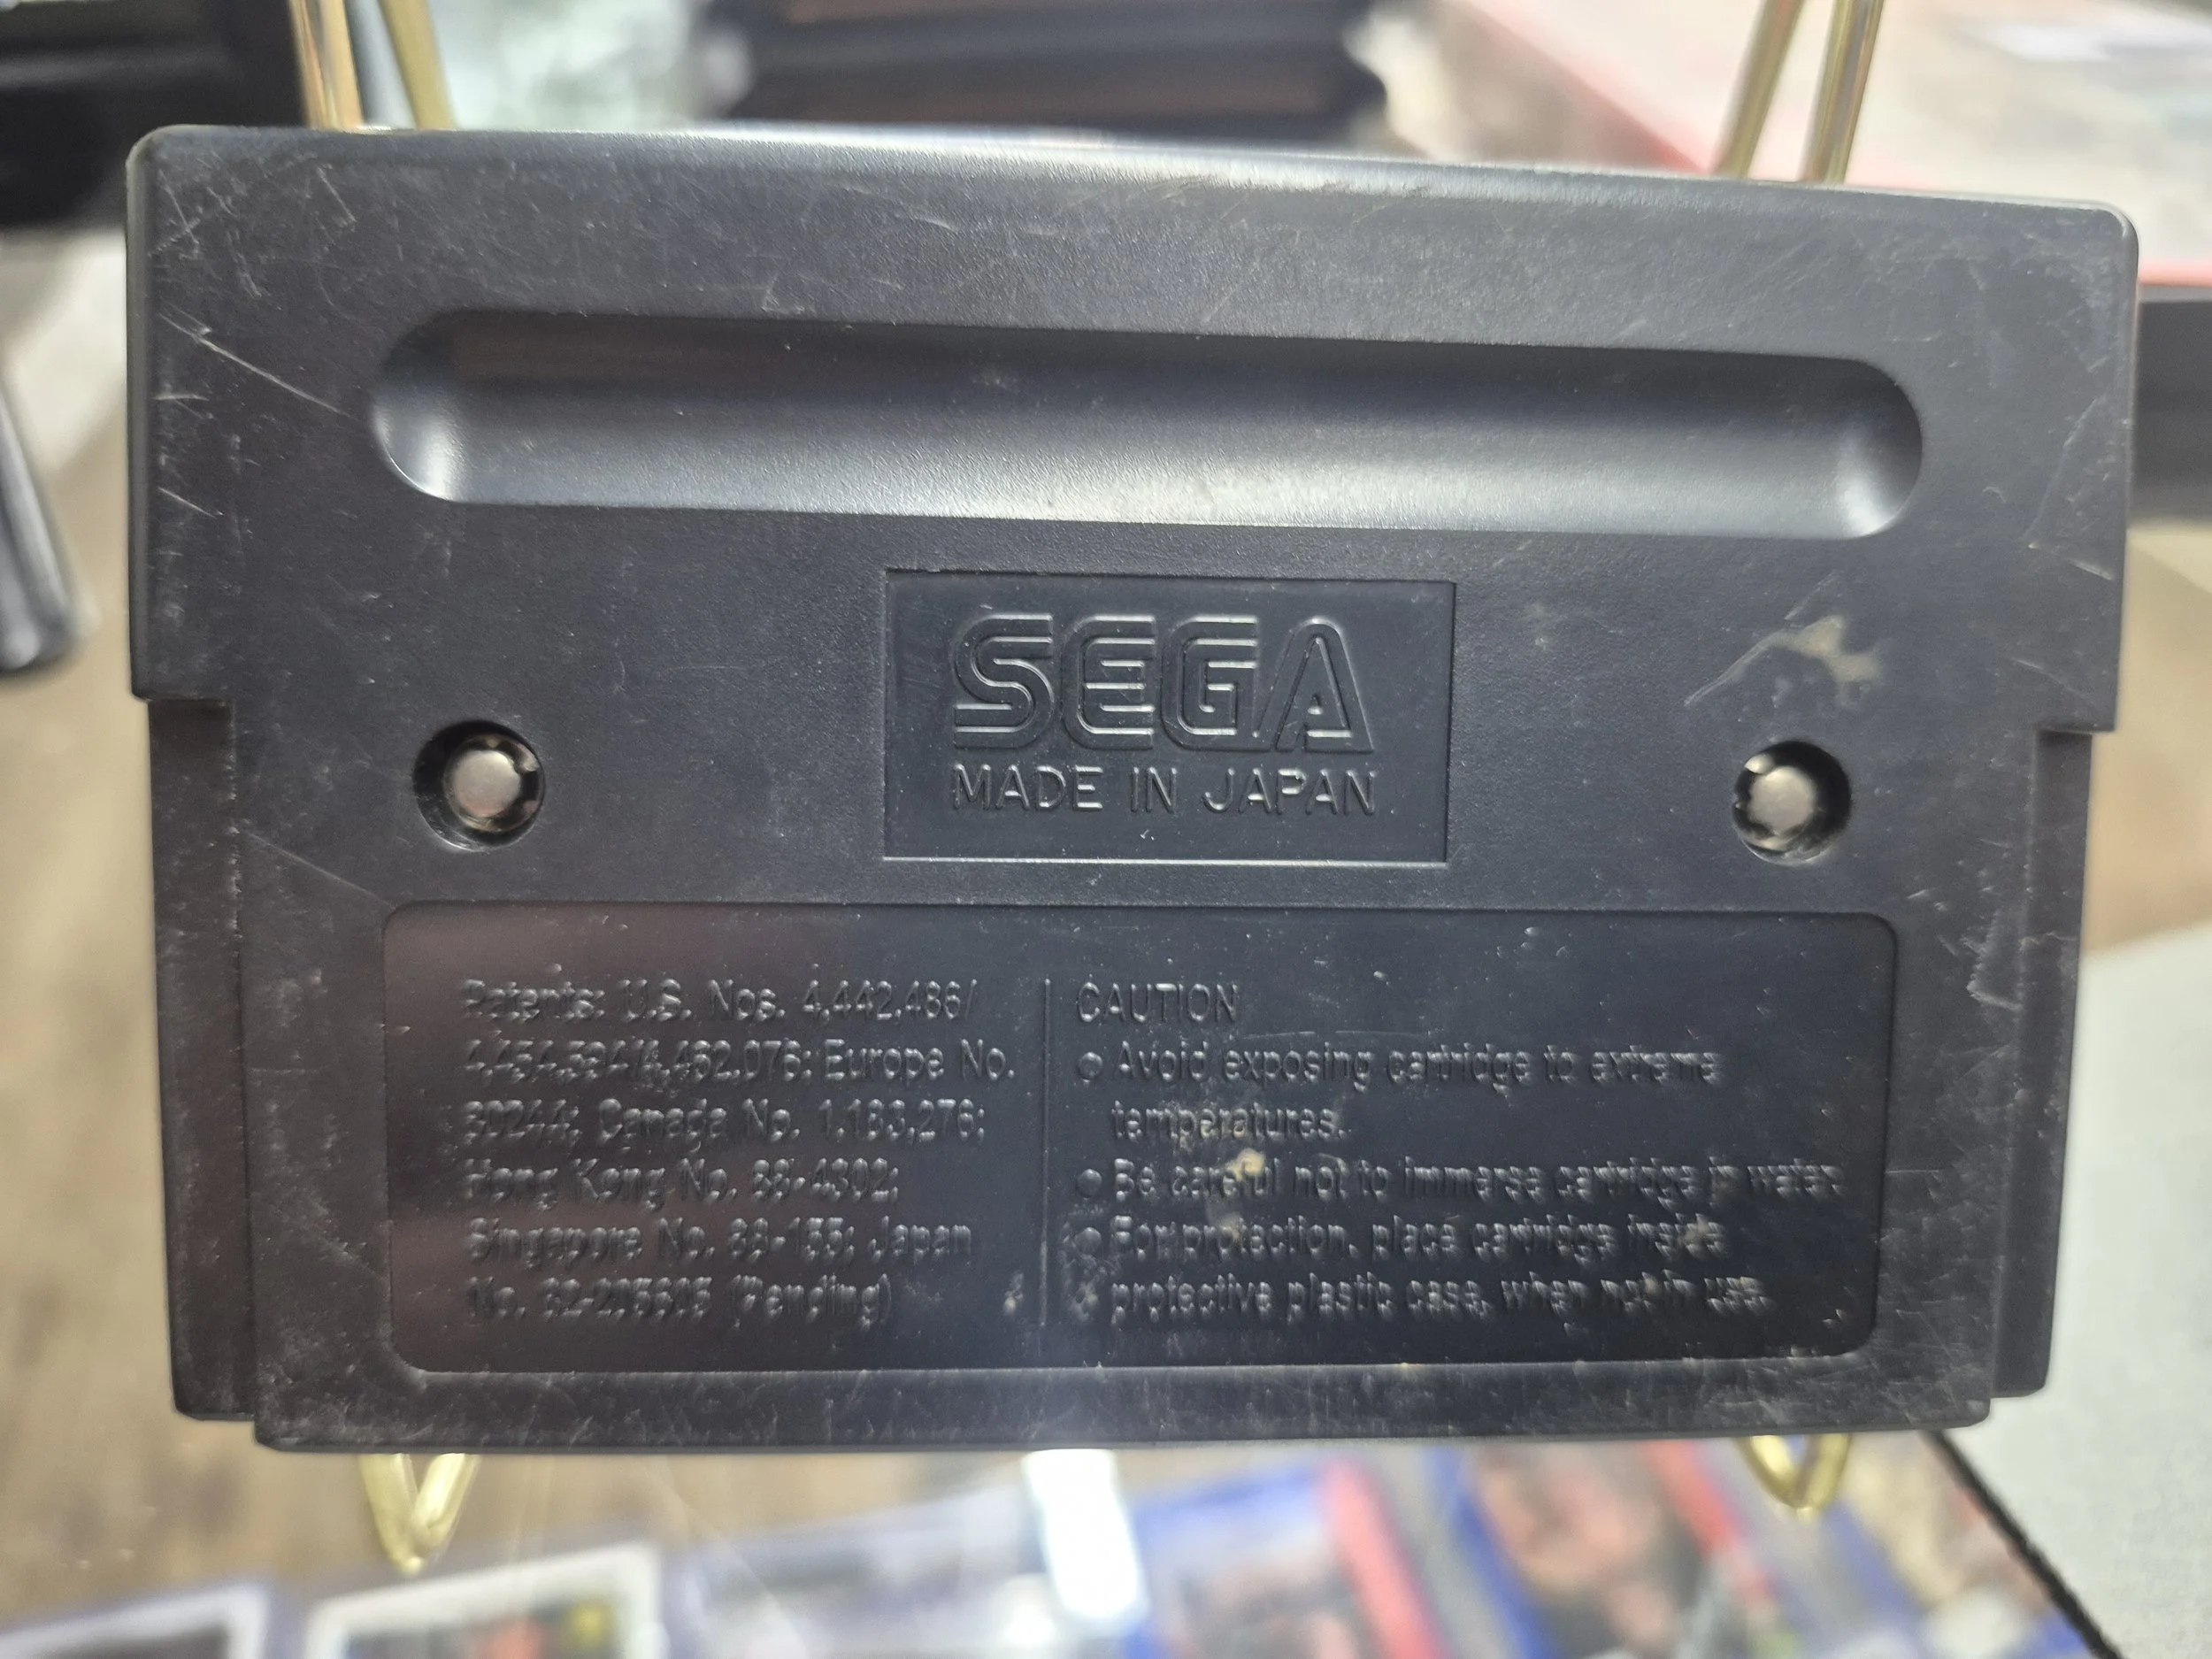 SEGA
MADE IN JAPAN
Patents: U.S. Nos. 4,442,486/
4,454,594/4,462,076; Europe No.
80244; Canada No. 1,183,276;
Hong Kong No. 88-4302;
Singapore No. 88-155; Japan
No. 82-205605 (Pending)
CAUTION
● Avoid exposing cartridge to extreme
temperatures.
● Be careful not to immerse cartridge in water.
● For protection, place cartridge inside
protective plastic case, when not in use.